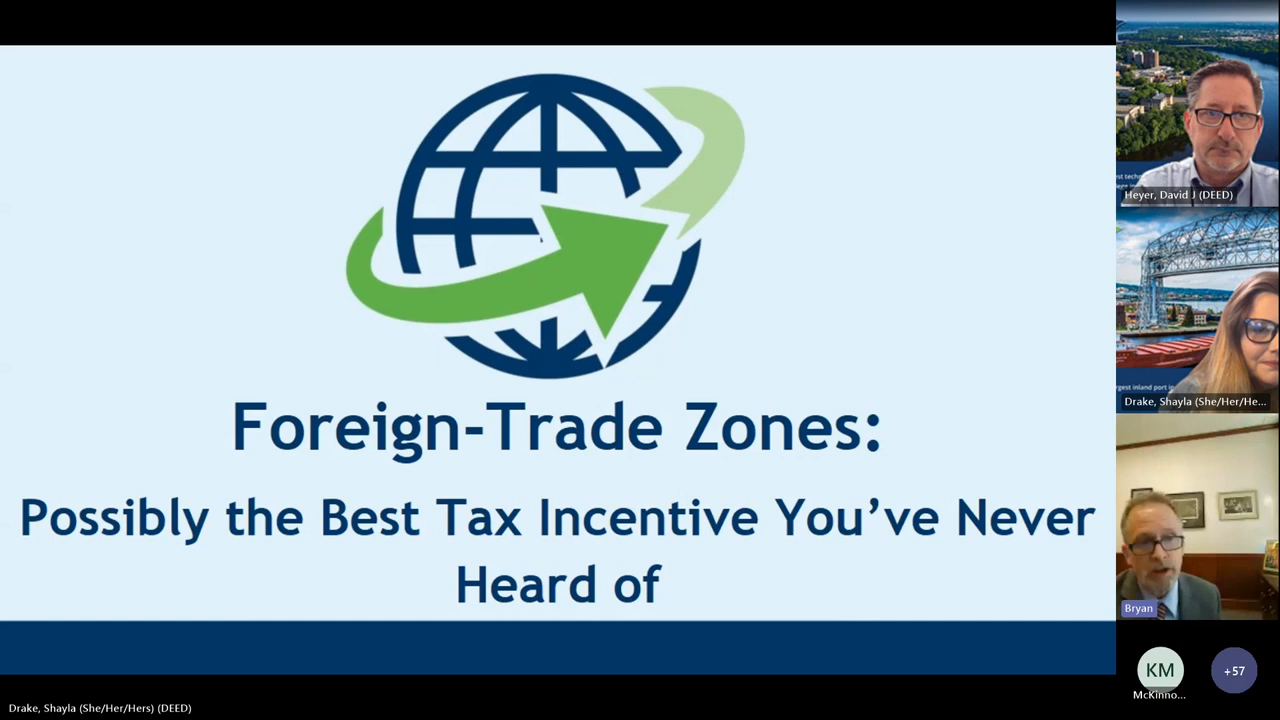 Foreign-Trade Zones:
Possibly the Best Tax Incentive You've Never
Heard of
Heyer, David J (DEED)
Drake, Shayla (She/Her/He...
Bryan
KM
McKinno...
+57
Drake, Shayla (She/Her/Hers) (DEED)